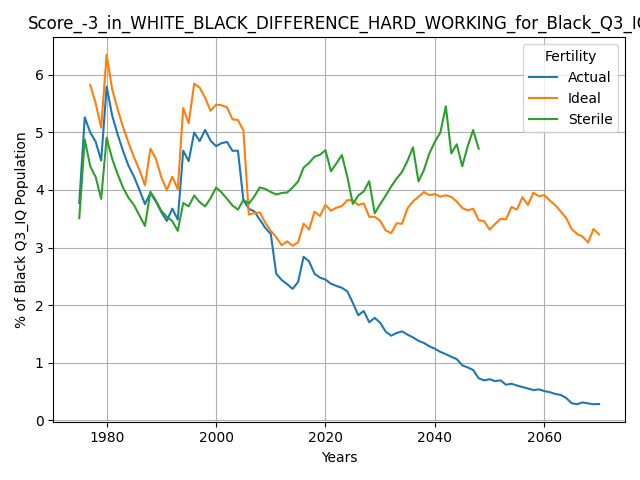 Score_-3_in_WHITE_BLACK_DIFFERENCE_HARD_WORKING_for_Black_Q3_IQ
Fertility
Actual
Ideal
Sterile
% of Black Q3_IQ Population
6
5
4
3
2
1
0
1980 2000 2020 2040 2060
Years